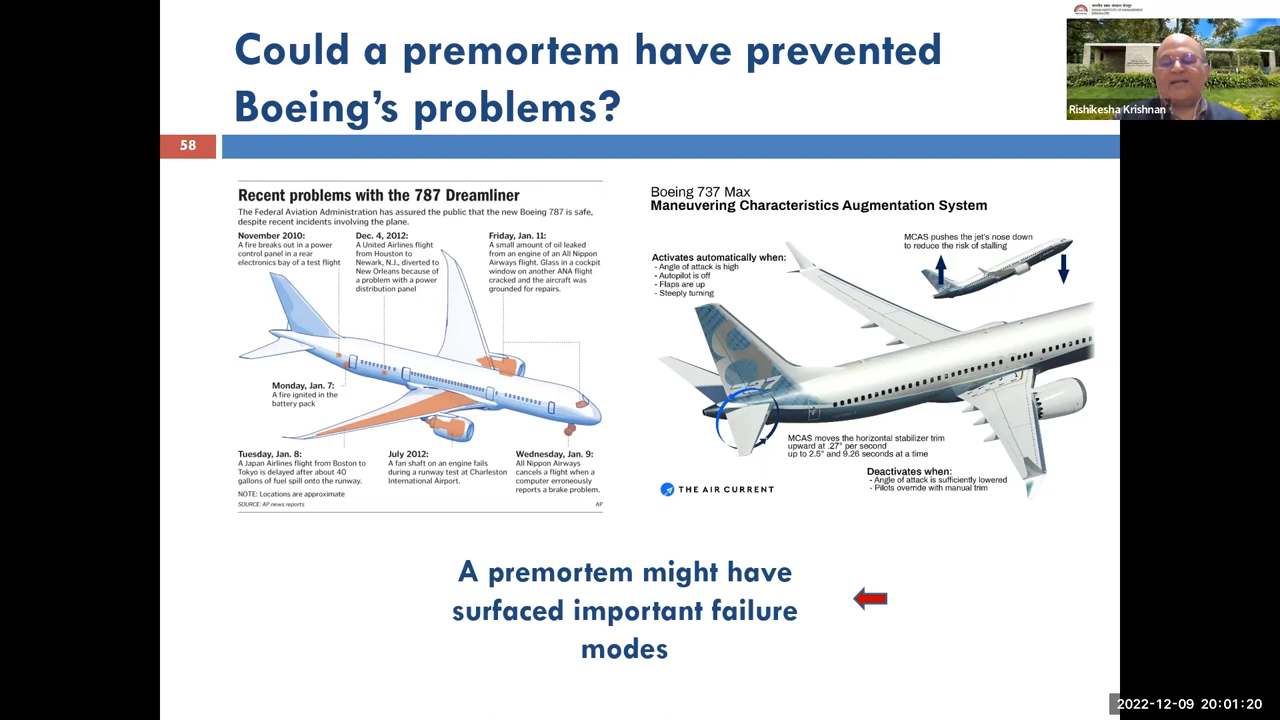 Could a premortem have prevented
Boeing's problems?
58
Rishikesha Krishnan
Recent problems with the 787 Dreamliner
The Federal Aviation Administration has assured the public that the new Boeing 787 is safe,
despite recent incidents involving the plane.
November 2010:
A fire breaks out in a power
control panel in a rear
electronics bay of a test flight
Dec. 4, 2012:
A United Airlines flight
from Houston to
Newark, N.J., diverted to
New Orleans because of
a problem with a power
distribution panel
Friday, Jan. 11:
A small amount of oil leaked
from an engine of an All Nippon
Airways flight. Glass in a cockpit
window on another ANA flight
cracked and the aircraft was
grounded for repairs.
Monday, Jan. 7:
A fire ignited in the
battery pack
Tuesday, Jan. 8:
A Japan Airlines flight from Boston to
Tokyo is delayed after about 40
gallons of fuel spill onto the runway.
July 2012:
A fan shaft on an engine fails
during a runway test at Charleston
International Airport.
Wednesday, Jan. 9:
All Nippon Airways
cancels a flight when a
computer erroneously
reports a brake problem.
NOTE: Locations are approximate
SOURCE: AP news reports
AP
Boeing 737 Max
Maneuvering Characteristics Augmentation System
MCAS pushes the jet's nose down
to reduce the risk of stalling
Activates automatically when:
- Angle of attack is high
- Autopilot is off
- Flaps are up
- Steeply turning
MCAS moves the horizontal stabilizer trim
upward at .27° per second
up to 2.5° and 9.26 seconds at a time
Deactivates when:
- Angle of attack is sufficiently lowered
- Pilots override with manual trim
THE AIR CURRENT
A premortem might have
surfaced important failure
modes
2022-12-09 20:01:20